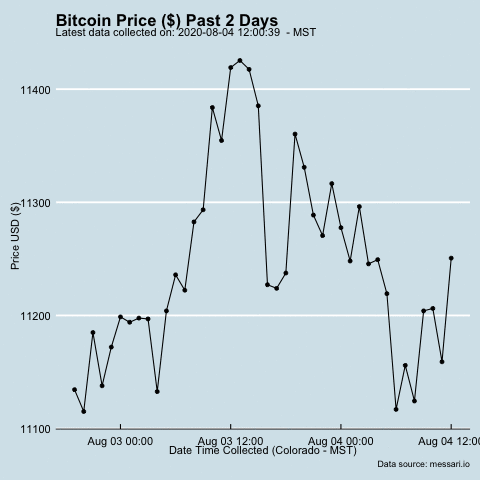 Bitcoin Price ($) Past 2 Days
Latest data collected on: 2020-08-04 12:00:39 - MST
11400
11300
11200
11100
Price USD ($)
Aug 03 00:00 Aug 03 12:00 Aug 04 00:00 Aug 04 12:00
Date Time Collected (Colorado - MST)
Data source: messari.io